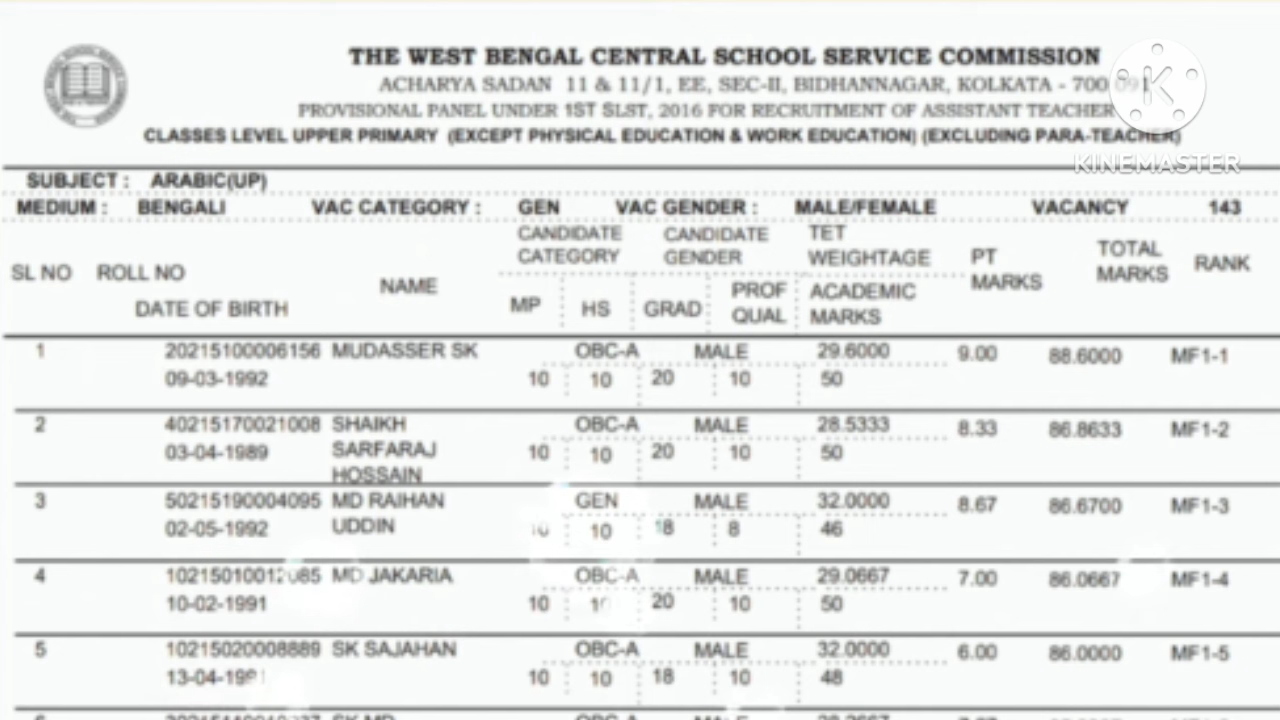 THE WEST BENGAL CENTRAL SCHOOL SERVICE COMMISSION
ACHARYA SADAN 11 & 11/1, EE, SEC-II, BIDHANNAGAR, KOLKATA - 700 091
PROVISIONAL PANEL UNDER 1ST SLST, 2016 FOR RECRUITMENT OF ASSISTANT TEACHER
CLASSES LEVEL UPPER PRIMARY (EXCEPT PHYSICAL EDUCATION & WORK EDUCATION) (EXCLUDING PARA-TEACHER)
KINEMASTER
SUBJECT : ARABIC(UP)
MEDIUM : BENGALI VAC CATEGORY : GEN VAC GENDER : MALE/FEMALE VACANCY 143
SL NO ROLL NO DATE OF BIRTH NAME CANDIDATE CATEGORY CANDIDATE GENDER TET WEIGHTAGE PT MARKS TOTAL MARKS RANK
MP HS GRAD PROF QUAL ACADEMIC MARKS
1 20215100006156 MUDASSER SK OBC-A MALE 29.6000 9.00 88.6000 MF1-1
09-03-1992 10 10 20 10 50
2 40215170021008 SHAIKH OBC-A MALE 28.5333 8.33 86.8633 MF1-2
03-04-1989 SARFARAJ 10 10 20 10 50
HOSSAIN
3 50215190004095 MD RAIHAN GEN MALE 32.0000 8.67 86.6700 MF1-3
02-05-1992 UDDIN 10 18 8 46
4 MD JAKARIA OBC-A MALE 29.0667 7.00 86.0667 MF1-4
10-02-1991 10 20 10 50
5 10215020008889 SK SAJAHAN OBC-A MALE 32.0000 6.00 86.0000 MF1-5
10 10 18 10 48